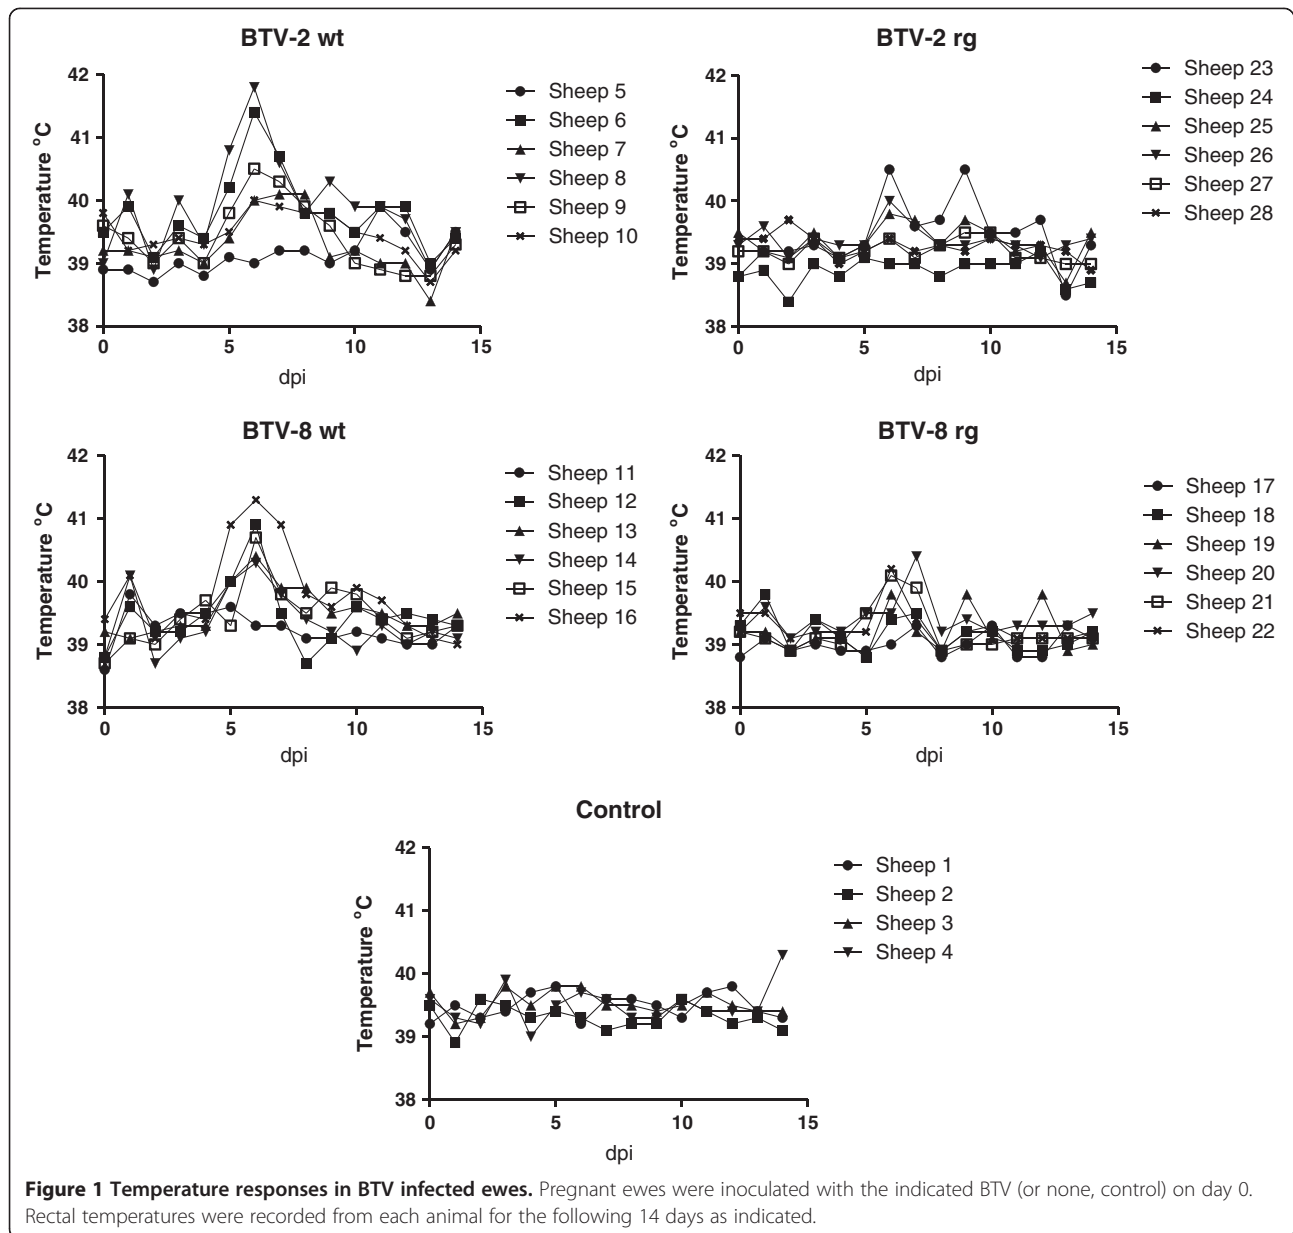 BTV-2 wt
42
41
40
39
38
Temperature °C
0
5
10
15
dpi
Sheep 5
Sheep 6
Sheep 7
Sheep 8
Sheep 9
Sheep 10
BTV-2 rg
42
41
40
39
38
Temperature °C
0
5
10
15
dpi
Sheep 23
Sheep 24
Sheep 25
Sheep 26
Sheep 27
Sheep 28
BTV-8 wt
42
41
40
39
38
Temperature °C
0
5
10
15
dpi
Sheep 11
Sheep 12
Sheep 13
Sheep 14
Sheep 15
Sheep 16
BTV-8 rg
42
41
40
39
38
Temperature °C
0
5
10
15
dpi
Sheep 17
Sheep 18
Sheep 19
Sheep 20
Sheep 21
Sheep 22
Control
42
41
40
39
38
Temperature °C
0
5
10
15
dpi
Sheep 1
Sheep 2
Sheep 3
Sheep 4
Figure 1 Temperature responses in BTV infected ewes. Pregnant ewes were inoculated with the indicated BTV (or none, control) on day 0.
Rectal temperatures were recorded from each animal for the following 14 days as indicated.